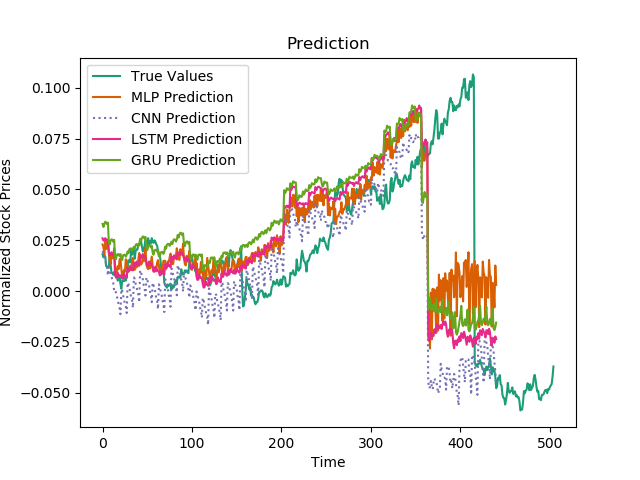 Prediction
Normalized Stock Prices
0.100
0.075
0.050
0.025
0.000
−0.025
−0.050
True Values
MLP Prediction
CNN Prediction
LSTM Prediction
GRU Prediction
0 100 200 300 400 500
Time